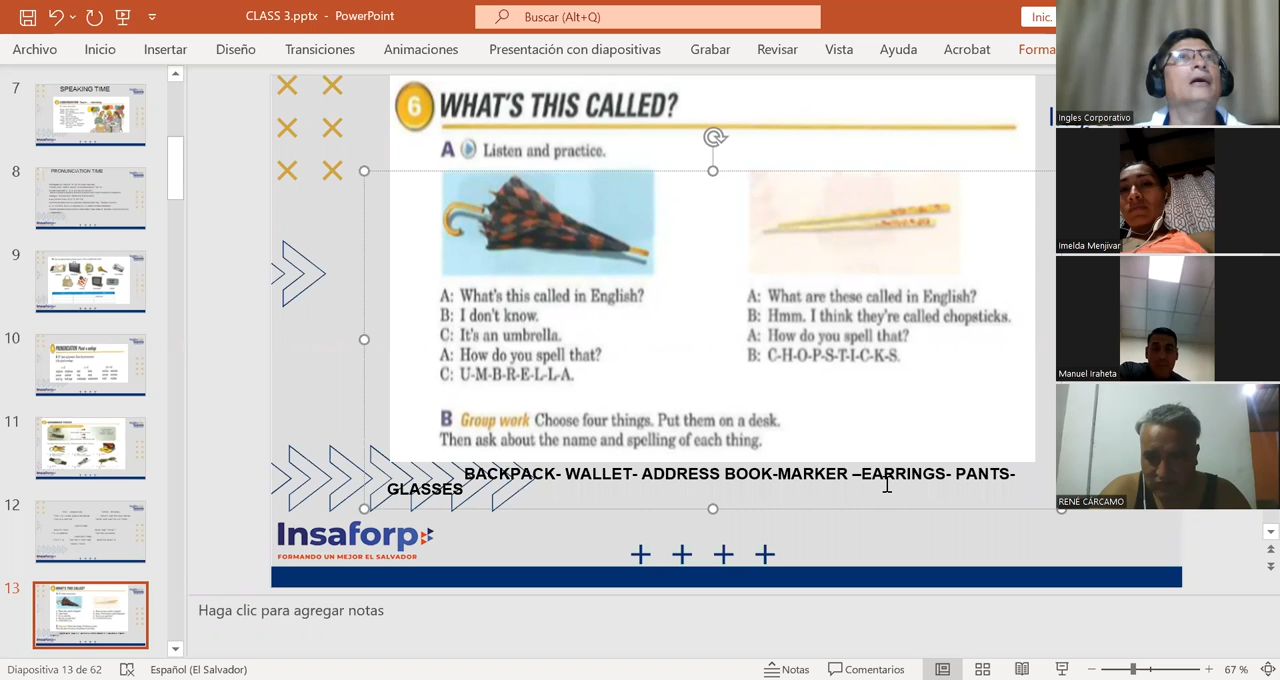 CLASS 3.pptx - PowerPoint
Buscar (Alt+Q)
Inic.
Archivo Inicio Insertar Diseño Transiciones Animaciones Presentación con diapositivas Grabar Revisar Vista Ayuda Acrobat Forma
7
SPEAKING TIME
8
PRONUNCIATION TIME
9
10
11
12
13
6 WHAT'S THIS CALLED?
A Listen and practice.
A: What's this called in English?
B: I don't know.
C: It's an umbrella.
A: How do you spell that?
C: U-M-B-R-E-L-L-A.
A: What are these called in English?
B: Hmm. I think they're called chopsticks.
A: How do you spell that?
B: C-H-O-P-S-T-I-C-K-S.
B Group work Choose four things. Put them on a desk.
Then ask about the name and spelling of each thing.
BACKPACK- WALLET- ADDRESS BOOK-MARKER –EARRINGS- PANTS-
GLASSES
Insaforp
FORMANDO UN MEJOR EL SALVADOR
Ingles Corporativo
Imelda Menjivar
Manuel Iraheta
RENÉ CÁRCAMO
Haga clic para agregar notas
Diapositiva 13 de 62 Español (El Salvador) Notas Comentarios 67 %